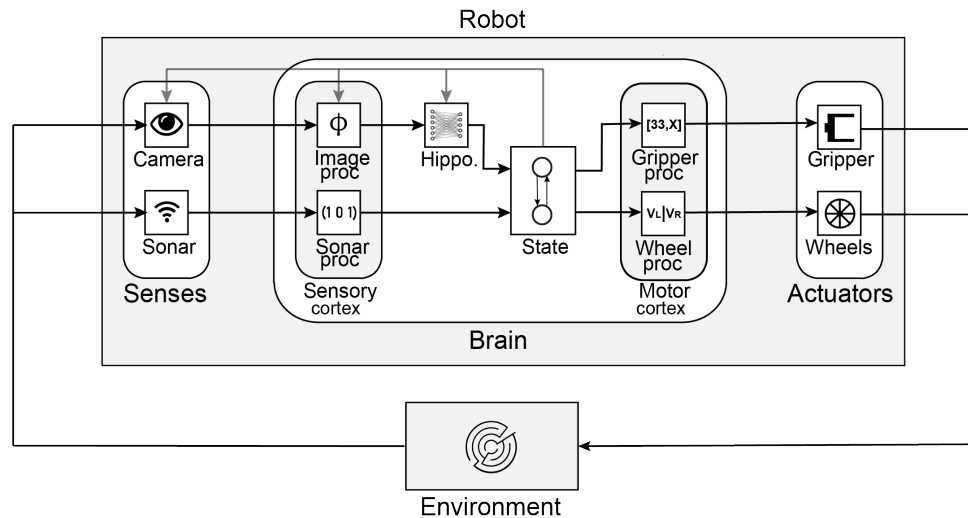 Robot
Camera
Sonar
Senses
ϕ
Image
proc
(1 0 1)
Sonar
proc
Sensory
cortex
Hippo.
State
[33,X]
Gripper
proc
VL|VR
Wheel
proc
Motor
cortex
Gripper
Wheels
Actuators
Brain
Environment